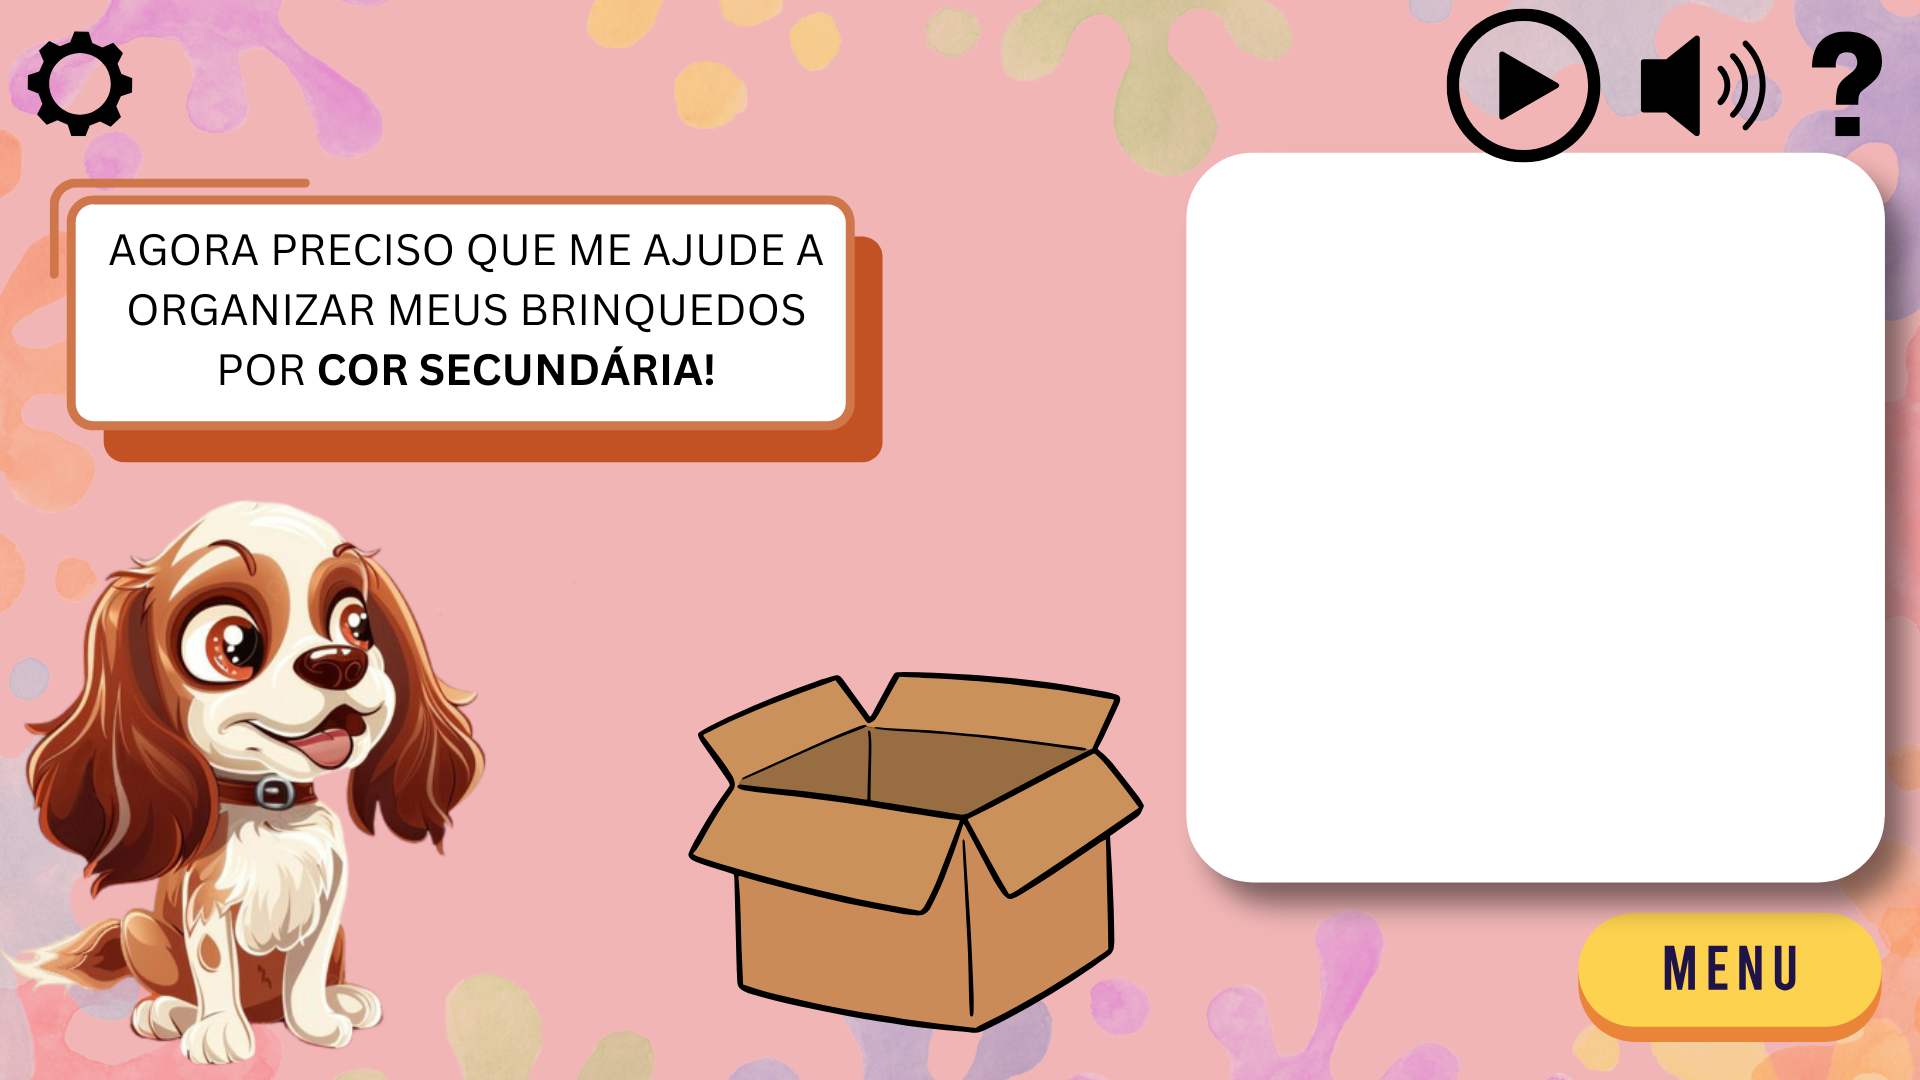 ?
AGORA PRECISO QUE ME AJUDE A
ORGANIZAR MEUS BRINQUEDOS
POR COR SECUNDÁRIA!
MENU